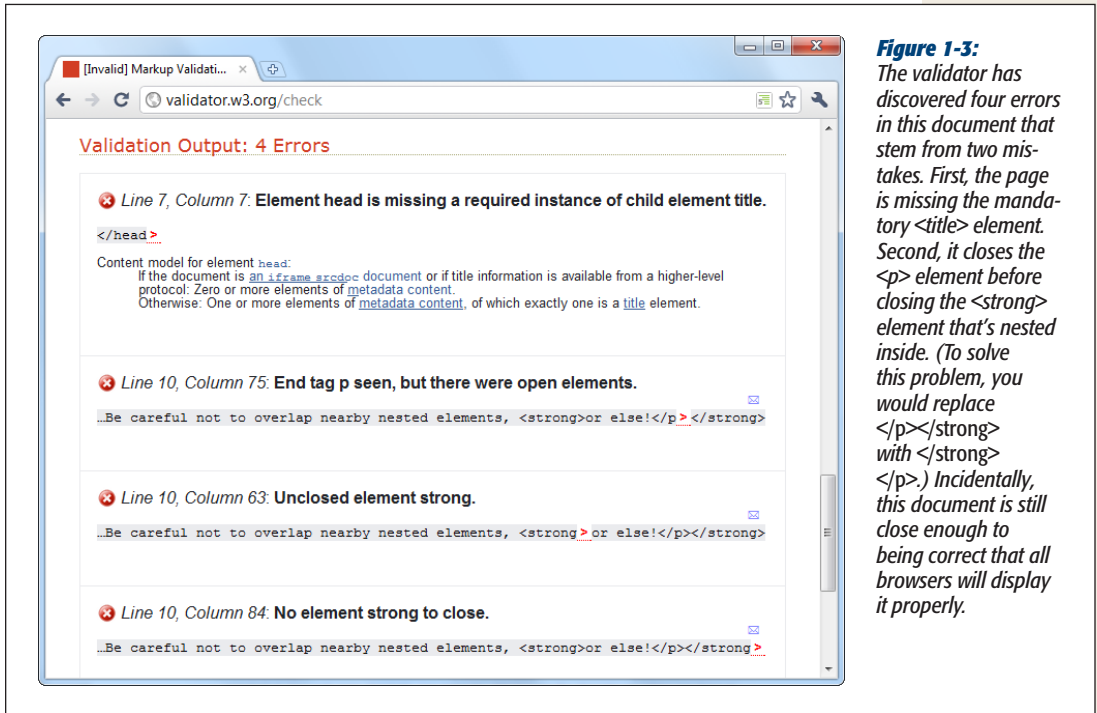 [Invalid] Markup Validati...
validator.w3.org/check
Validation Output: 4 Errors
Line 7, Column 7: Element head is missing a required instance of child element title.
</head>
Content model for element head:
If the document is an iframe srcdoc document or if title information is available from a higher-level
protocol: Zero or more elements of metadata content.
Otherwise: One or more elements of metadata content, of which exactly one is a title element.
Line 10, Column 75: End tag p seen, but there were open elements.
…Be careful not to overlap nearby nested elements, <strong>or else!</p></strong>
Line 10, Column 63: Unclosed element strong.
…Be careful not to overlap nearby nested elements, <strong>or else!</p></strong>
Line 10, Column 84: No element strong to close.
…Be careful not to overlap nearby nested elements, <strong>or else!</p></strong>
Figure 1-3:
The validator has
discovered four errors
in this document that
stem from two mis-
takes. First, the page
is missing the manda-
tory <title> element.
Second, it closes the
<p> element before
closing the <strong>
element that's nested
inside. (To solve
this problem, you
would replace
</p></strong>
with </strong>
</p>.) Incidentally,
this document is still
close enough to
being correct that all
browsers will display
it properly.